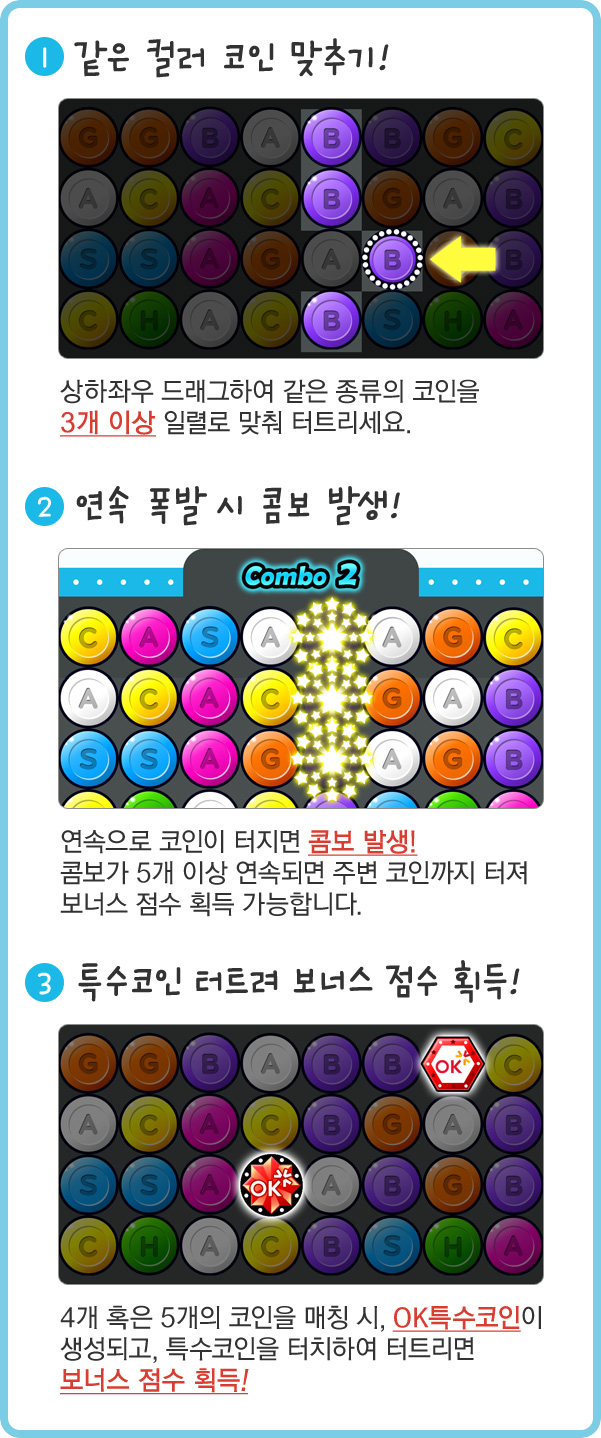 1 같은 컬러 코인 맞추기!
G G B A B B G C
A C A C B G A B
S S A G A B G B
C H A C B S H A
상하좌우 드래그하여 같은 종류의 코인을
3개 이상 일렬로 맞춰 터트리세요.
2 연속 폭발 시 콤보 발생!
Combo 2
C A S A A G C
A C A C G A B
S S A G A G B
연속으로 코인이 터지면 콤보 발생!
콤보가 5개 이상 연속되면 주변 코인까지 터져
보너스 점수 획득 가능합니다.
3 특수코인 터트려 보너스 점수 획득!
G G B A B B OK C
A C A C B G A B
S S A OK A B G B
C H A C B S H A
4개 혹은 5개의 코인을 매칭 시, OK특수코인이
생성되고, 특수코인을 터치하여 터트리면
보너스 점수 획득!